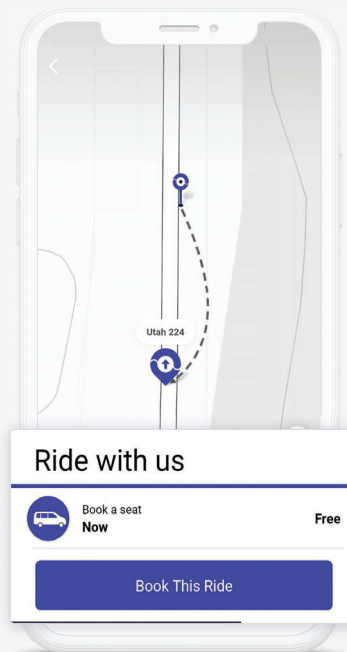 Utah 224
Ride with us
Book a seat
Now
Free
Book This Ride